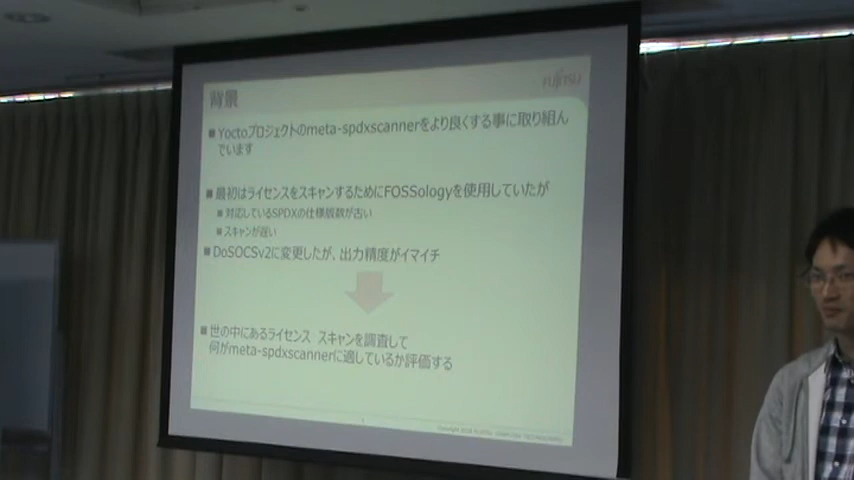 背景
FUJITSU
■ Yoctoプロジェクトのmeta-spdxscannerをより良くする事に取り組ん
でいます
■ 最初はライセンスをスキャンするためにFOSSologyを使用していたが
■ 対応しているSPDXの仕様版数が古い
■ スキャンが遅い
■ DoSOCSv2に変更したが、出力精度がイマイチ
■ 世の中にあるライセンス スキャンを調査して
何がmeta-spdxscannerに適しているか評価する
Copyright 2018 FUJITSU COMPUTER TECHNOLOGIES